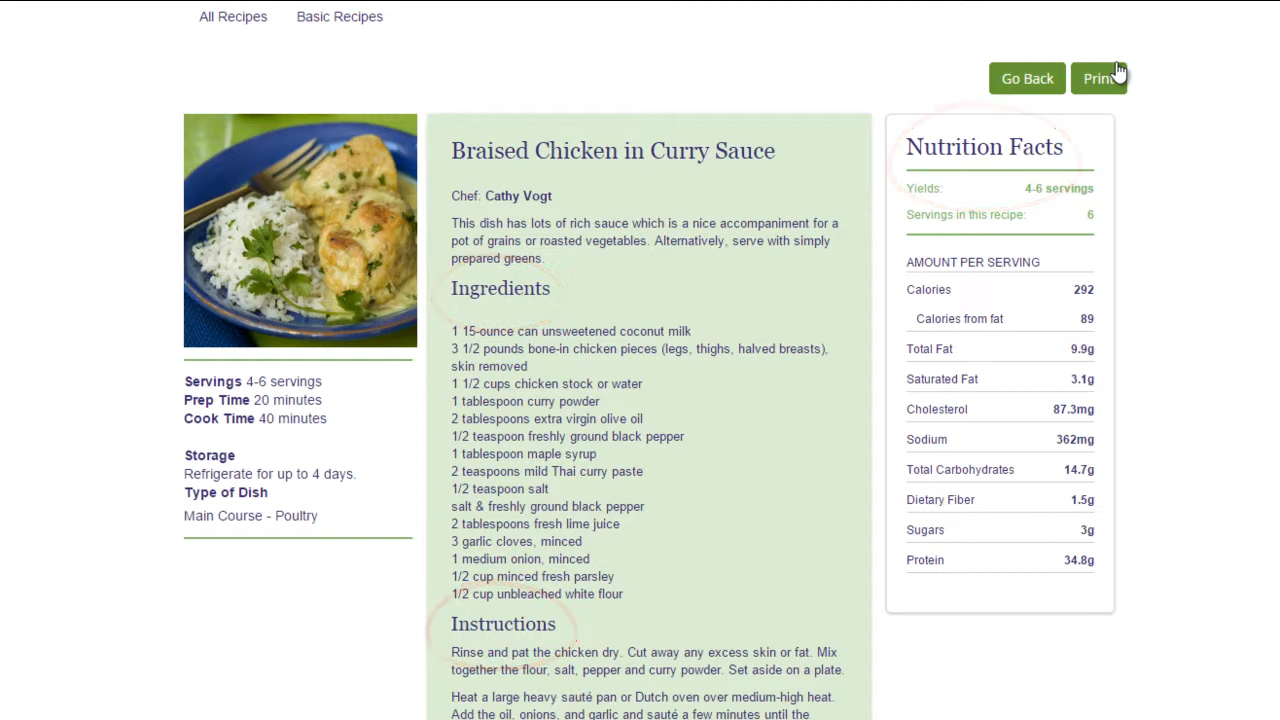 All Recipes Basic Recipes
Go Back Print
Braised Chicken in Curry Sauce
Chef: Cathy Vogt
This dish has lots of rich sauce which is a nice accompaniment for a
pot of grains or roasted vegetables. Alternatively, serve with simply
prepared greens.
Ingredients
1 15-ounce can unsweetened coconut milk
3 1/2 pounds bone-in chicken pieces (legs, thighs, halved breasts),
skin removed
1 1/2 cups chicken stock or water
1 tablespoon curry powder
2 tablespoons extra virgin olive oil
1/2 teaspoon freshly ground black pepper
1 tablespoon maple syrup
2 teaspoons mild Thai curry paste
1/2 teaspoon salt
salt & freshly ground black pepper
2 tablespoons fresh lime juice
3 garlic cloves, minced
1 medium onion, minced
1/2 cup minced fresh parsley
1/2 cup unbleached white flour
Instructions
Rinse and pat the chicken dry. Cut away any excess skin or fat. Mix
together the flour, salt, pepper and curry powder. Set aside on a plate.
Heat a large heavy sauté pan or Dutch oven over medium-high heat.
Add the oil, onions, and garlic and sauté a few minutes until the
Servings 4-6 servings
Prep Time 20 minutes
Cook Time 40 minutes
Storage
Refrigerate for up to 4 days.
Type of Dish
Main Course - Poultry
Nutrition Facts
Yields: 4-6 servings
Servings in this recipe: 6
AMOUNT PER SERVING
Calories 292
Calories from fat 89
Total Fat 9.9g
Saturated Fat 3.1g
Cholesterol 87.3mg
Sodium 362mg
Total Carbohydrates 14.7g
Dietary Fiber 1.5g
Sugars 3g
Protein 34.8g